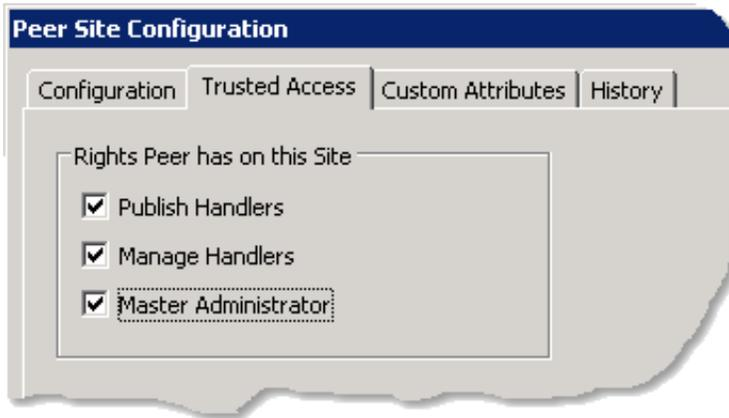 Peer Site Configuration
Configuration Trusted Access Custom Attributes History
Rights Peer has on this Site
Publish Handlers
Manage Handlers
Master Administrator